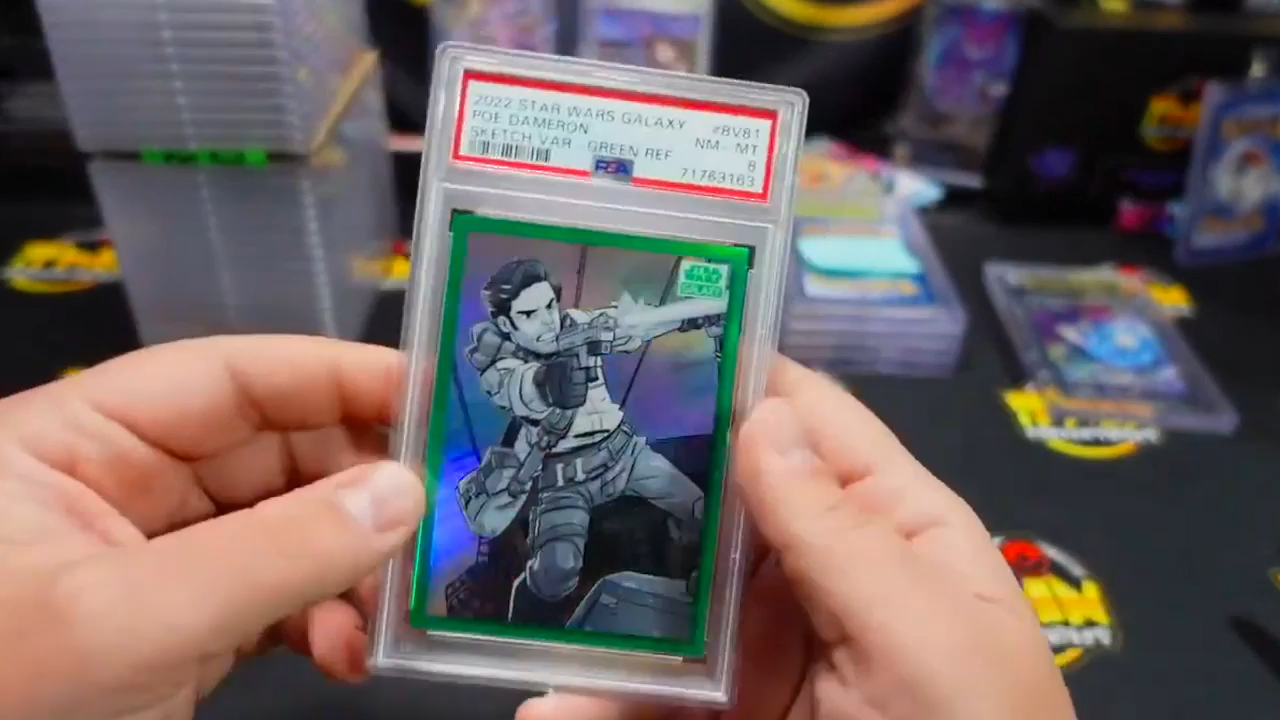 2022 STAR WARS GALAXY #BV81
POE DAMERON NM-MT
SKETCH VAR - GREEN REF 8
PSA 71763163
STAR
WARS
GALAXY